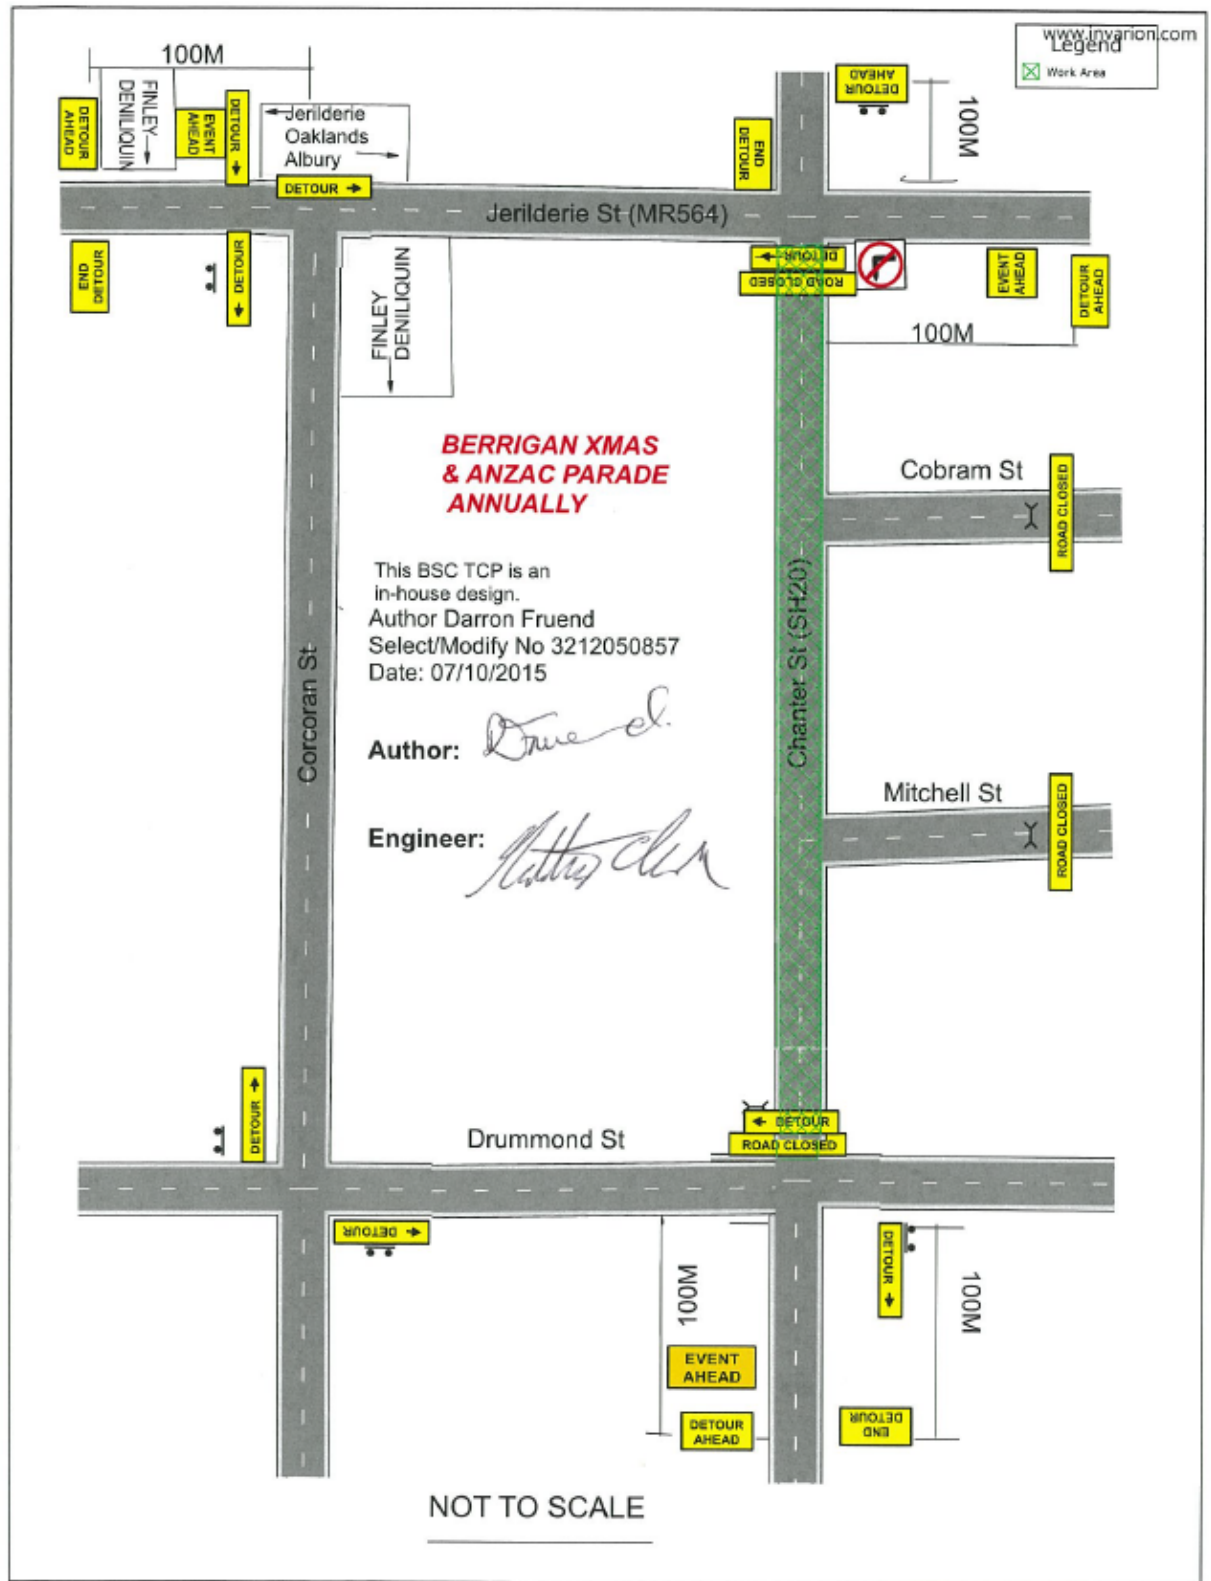 www.invarion.com
Legend
Work Area
100M
DETOUR
AHEAD
FINLEY
DENILIQUIN
EVENT
AHEAD
DETOUR
Jerilderie
Oaklands
Albury
DETOUR
END
DETOUR
DETOUR
AHEAD
100M
Jerilderie St (MR564)
END
DETOUR
DETOUR
FINLEY
DENILIQUIN
DETOUR
ROAD CLOSED
EVENT
AHEAD
DETOUR
AHEAD
100M
BERRIGAN XMAS
& ANZAC PARADE
ANNUALLY
Cobram St
ROAD CLOSED
This BSC TCP is an
in-house design.
Author Darron Fruend
Select/Modify No 3212050857
Date: 07/10/2015
Corcoran St
Chanter St (SH20)
Author:
Engineer:
Mitchell St
ROAD CLOSED
DETOUR
Drummond St
DETOUR
ROAD CLOSED
DETOUR
100M
DETOUR
100M
EVENT
AHEAD
DETOUR
AHEAD
END
DETOUR
NOT TO SCALE